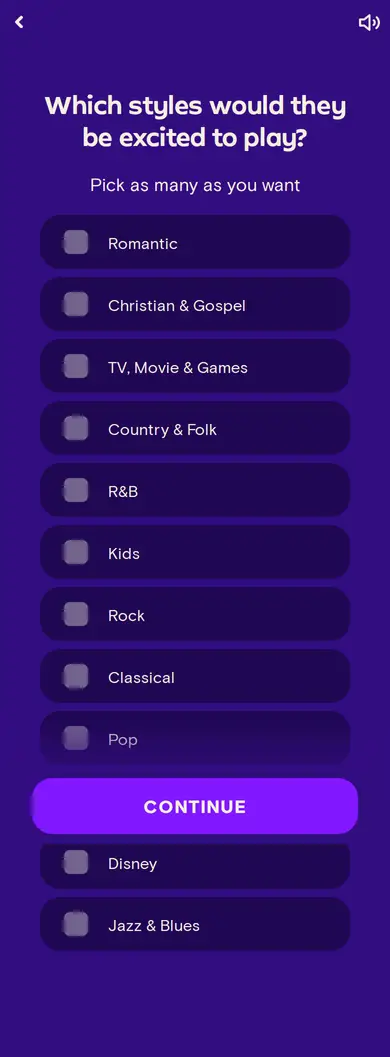 Which styles would they
be excited to play?
Pick as many as you want
Romantic
Christian & Gospel
TV, Movie & Games
Country & Folk
R&B
Kids
Rock
Classical
Pop
CONTINUE
Disney
Jazz & Blues